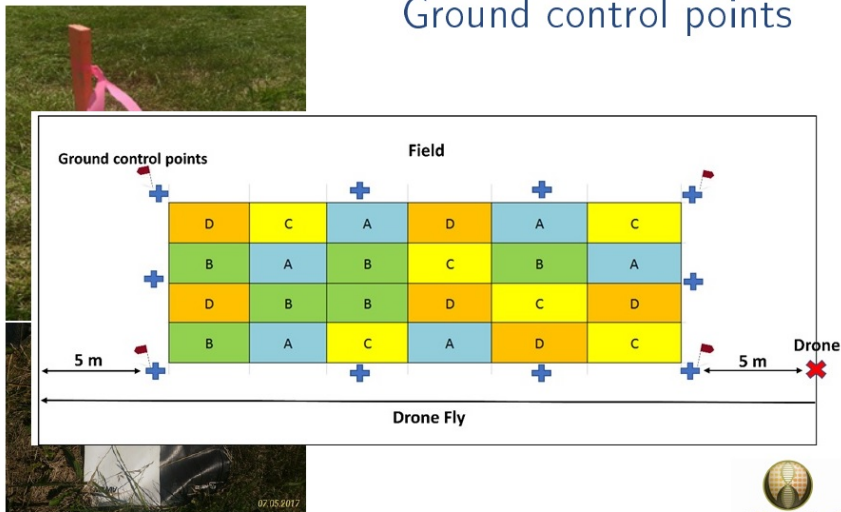 Ground control points
Field
Ground control points
D C A D A C
B A B C B A
D B B D C D
B A C A D C
5 m
5 m
Drone
Drone Fly
07.05.2017